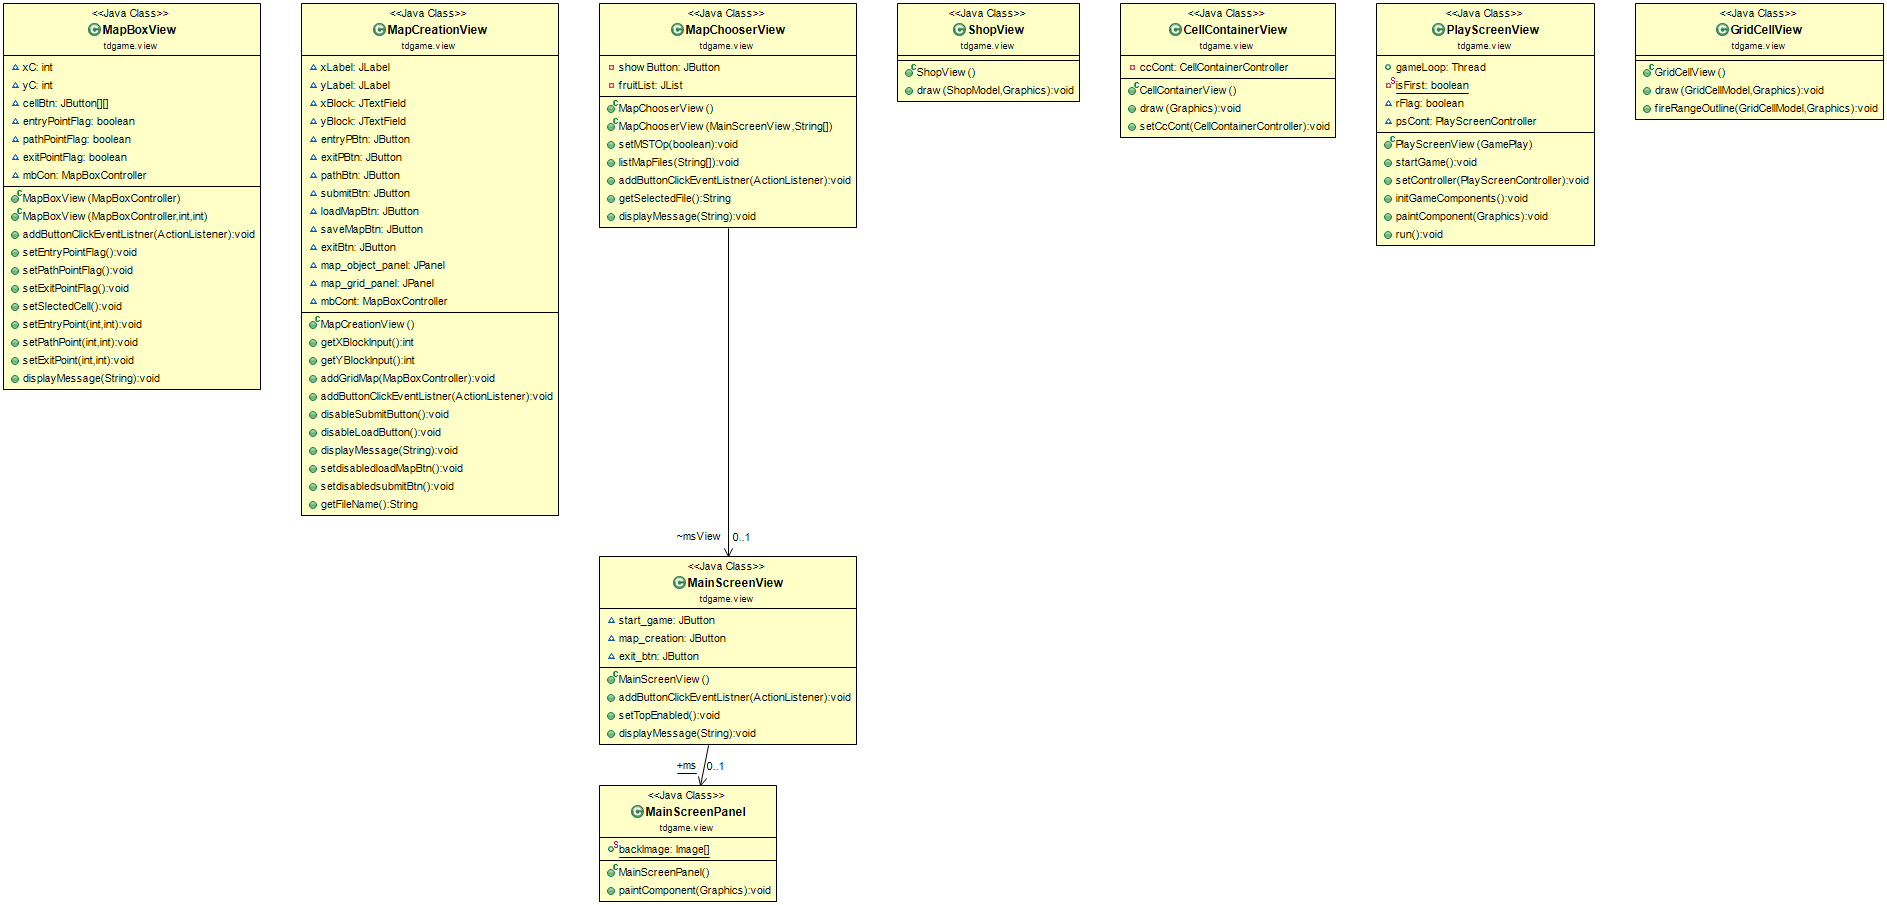 <<Java Class>>
MapBoxView
tdgame.view
xC: int
yC: int
cellBtn: JButton[][]
entryPointFlag: boolean
pathPointFlag: boolean
exitPointFlag: boolean
mbCon: MapBoxController
MapBoxView(MapBoxController)
MapBoxView(MapBoxController,int,int)
addButtonClickEventListner(ActionListener):void
setEntryPointFlag():void
setPathPointFlag():void
setExitPointFlag():void
setSlectedCell():void
setEntryPoint(int,int):void
setPathPoint(int,int):void
setExitPoint(int,int):void
displayMessage(String):void
<<Java Class>>
MapCreationView
tdgame.view
xLabel: JLabel
yLabel: JLabel
xBlock: JTextField
yBlock: JTextField
entryPBtn: JButton
exitPBtn: JButton
pathBtn: JButton
submitBtn: JButton
loadMapBtn: JButton
saveMapBtn: JButton
exitBtn: JButton
map_object_panel: JPanel
map_grid_panel: JPanel
mbCont: MapBoxController
MapCreationView()
getXBlockInput():int
getYBlockInput():int
addGridMap(MapBoxController):void
addButtonClickEventListner(ActionListener):void
disableSubmitButton():void
disableLoadButton():void
displayMessage(String):void
setdisabledloadMapBtn():void
setdisabledsubmitBtn():void
getFileName():String
<<Java Class>>
MapChooserView
tdgame.view
showButton: JButton
fruitList: JList
MapChooserView()
MapChooserView(MainScreenView,String[])
setMSTOp(boolean):void
listMapFiles(String[]):void
addButtonClickEventListner(ActionListener):void
getSelectedFile():String
displayMessage(String):void
~msView 0..1
<<Java Class>>
MainScreenView
tdgame.view
start_game: JButton
map_creation: JButton
exit_btn: JButton
MainScreenView()
addButtonClickEventListner(ActionListener):void
setTopEnabled():void
displayMessage(String):void
+ms 0..1
<<Java Class>>
MainScreenPanel
tdgame.view
backImage: Image[]
MainScreenPanel()
paintComponent(Graphics):void
<<Java Class>>
ShopView
tdgame.view
ShopView()
draw(ShopModel,Graphics):void
<<Java Class>>
CellContainerView
tdgame.view
ccCont: CellContainerController
CellContainerView()
draw(Graphics):void
setCcCont(CellContainerController):void
<<Java Class>>
PlayScreenView
tdgame.view
gameLoop: Thread
isFirst: boolean
rFlag: boolean
psCont: PlayScreenController
PlayScreenView(GamePlay)
startGame():void
setController(PlayScreenController):void
initGameComponents():void
paintComponent(Graphics):void
run():void
<<Java Class>>
GridCellView
tdgame.view
GridCellView()
draw(GridCellModel,Graphics):void
fireRangeOutline(GridCellModel,Graphics):void